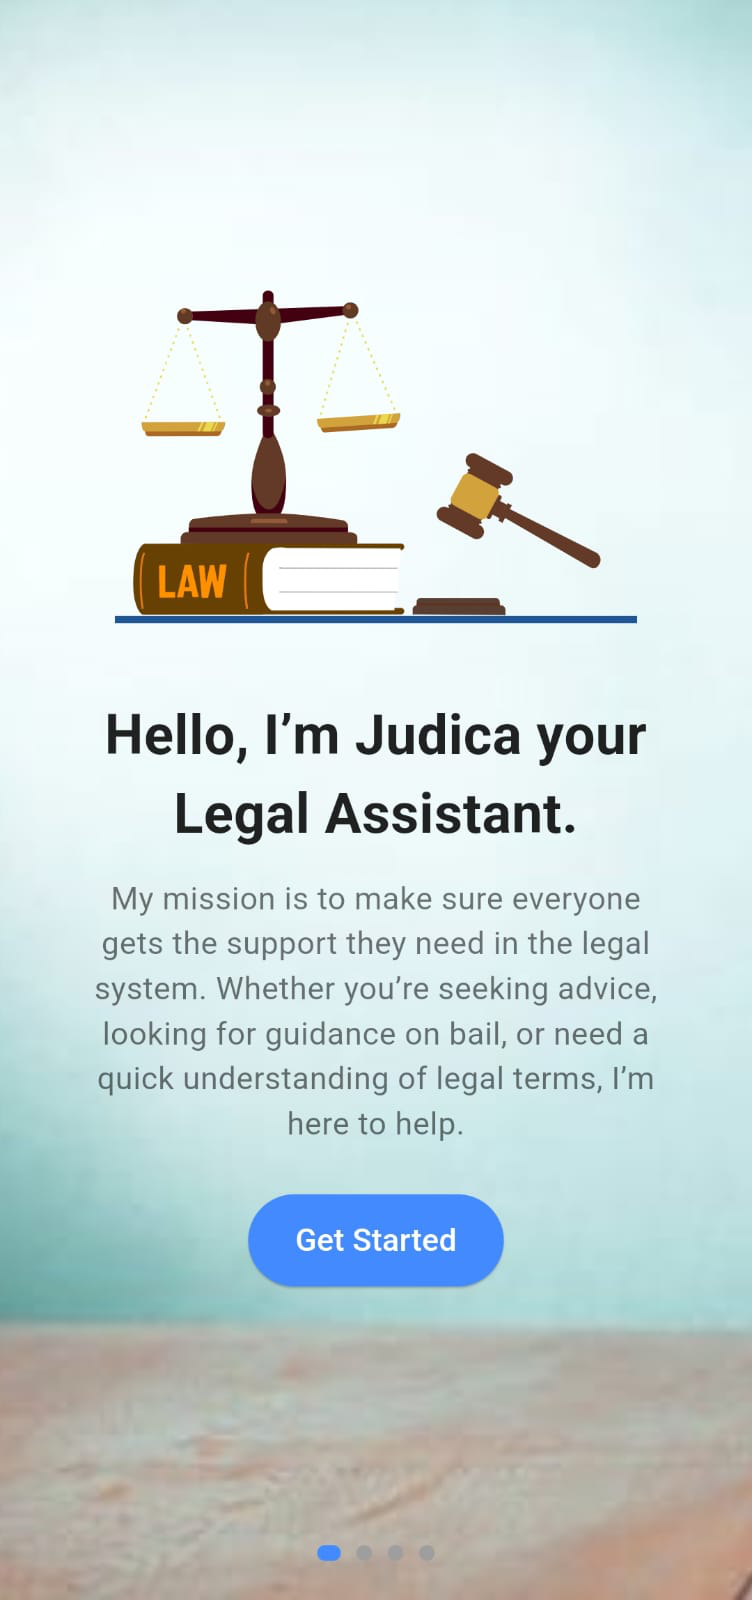 LAW
Hello, I’m Judica your
Legal Assistant.
My mission is to make sure everyone
gets the support they need in the legal
system. Whether you’re seeking advice,
looking for guidance on bail, or need a
quick understanding of legal terms, I’m
here to help.
Get Started